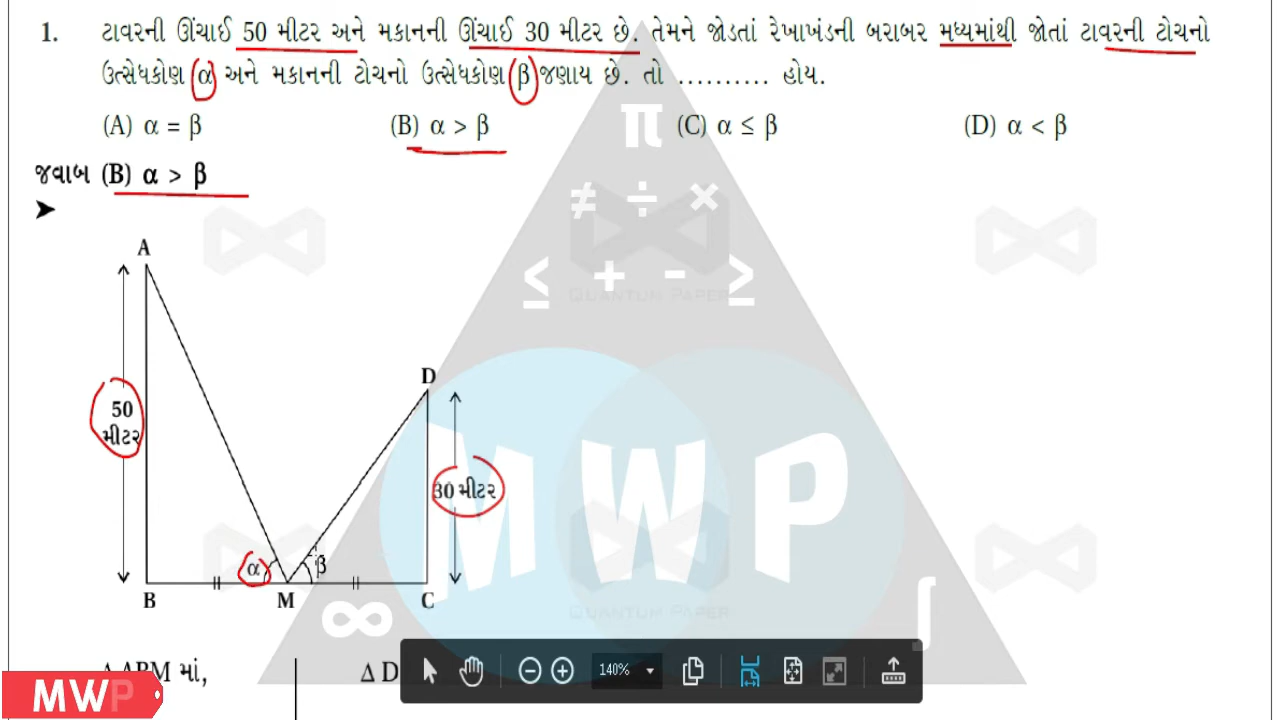 1. ટાવરની ઊંચાઈ 50 મીટર અને મકાનની ઊંચાઈ 30 મીટર છે. તેમને જોડતાં રેખાખંડની બરાબર મધ્યમાંથી જોતાં ટાવરની ટોચનો
ઉત્સેધકોણ α અને મકાનની ટોચનો ઉત્સેધકોણ β જણાય છે. તો .......... હોય.
(A) α = β (B) α > β (C) α ≤ β (D) α < β
જવાબ (B) α > β
➤
π
≠ ÷ ×
≤ + - ≥
QUANTUM PAPER
A
D
50
મીટર
30 મીટર
MWP
α β
B M C
∞ ∫
QUANTUM PAPER
Δ ABM માં, Δ D
140%
MWP